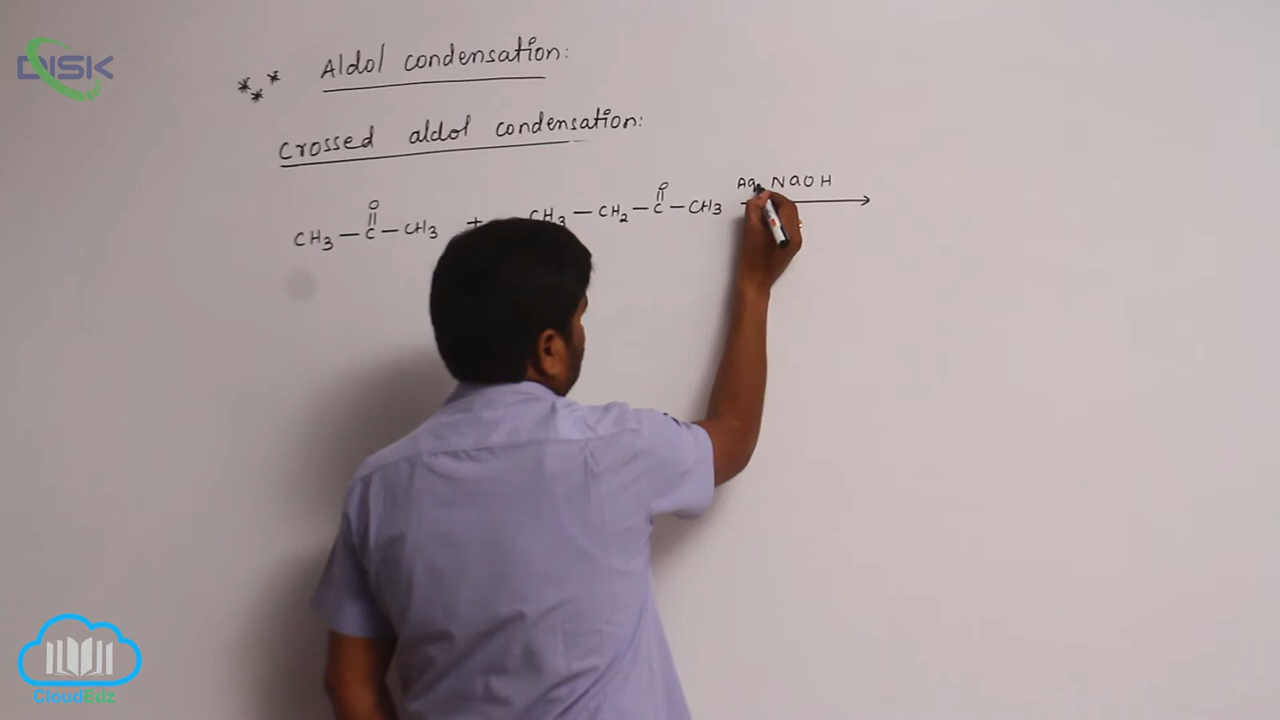 DISK
Aldol condensation:
Crossed aldol condensation:
O O
|| ||
CH3 — C — CH3 + CH3 — CH2 — C — CH3 Aq NaOH →
CloudEdz